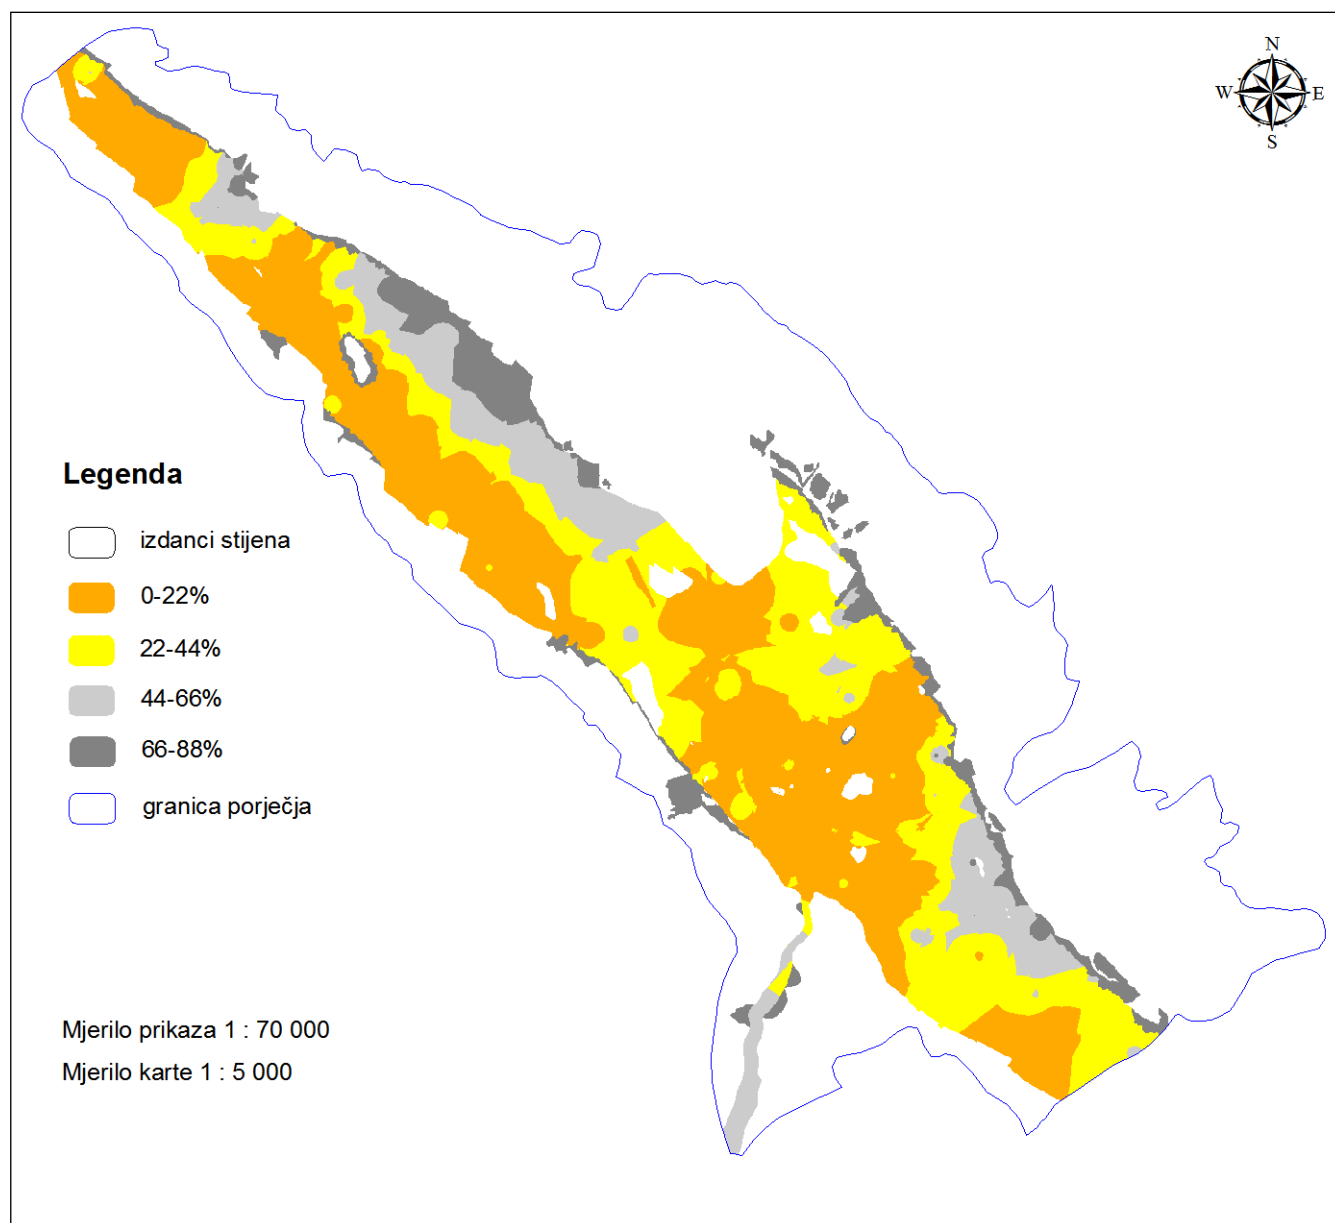 N
W E
S
Legenda
izdanci stijena
0-22%
22-44%
44-66%
66-88%
granica porječja
Mjerilo prikaza 1 : 70 000
Mjerilo karte 1 : 5 000